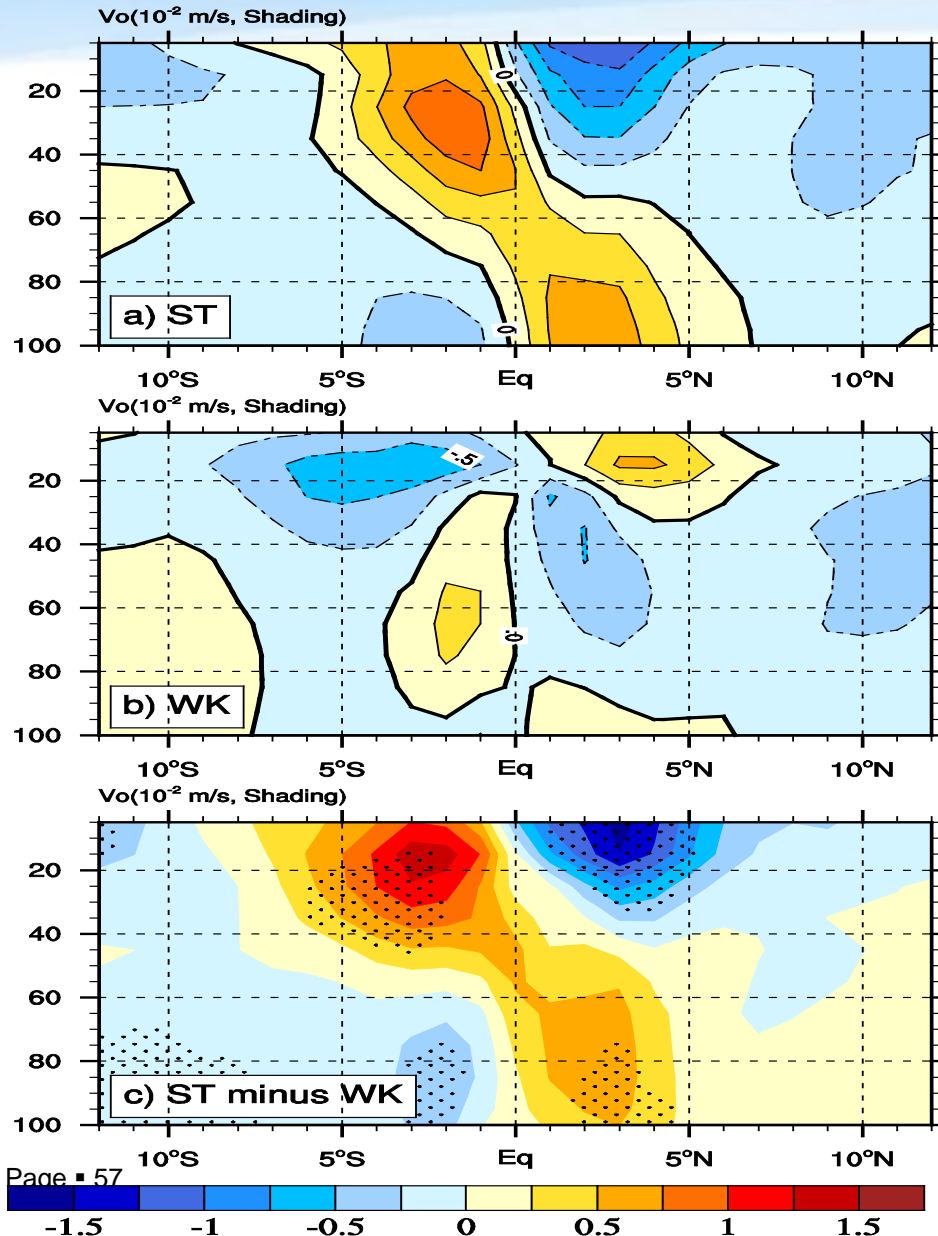 Vo(10⁻² m/s, Shading)
20
40
60
80
100
0
0
a) ST
10°S 5°S Eq 5°N 10°N
Vo(10⁻² m/s, Shading)
20
40
60
80
100
-.5
0
b) WK
10°S 5°S Eq 5°N 10°N
Vo(10⁻² m/s, Shading)
20
40
60
80
100
c) ST minus WK
10°S 5°S Eq 5°N 10°N
Page ▪ 57
-1.5 -1 -0.5 0 0.5 1 1.5